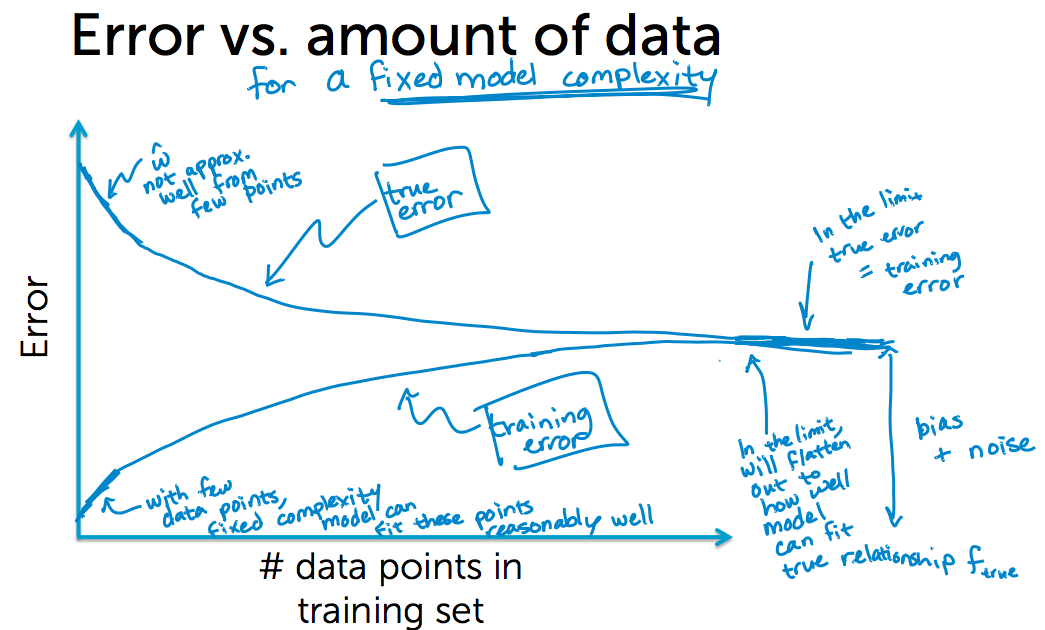 Error vs. amount of data
for a fixed model complexity
ŵ
not approx.
well from
few points
true
error
In the limit
true error
= training
error
Error
training
error
bias
+ noise
In the limit,
will flatten
out to
how well
model
can fit
true relationship f true
with few
data points,
fixed complexity
model can
fit these points
reasonably well
# data points in
training set